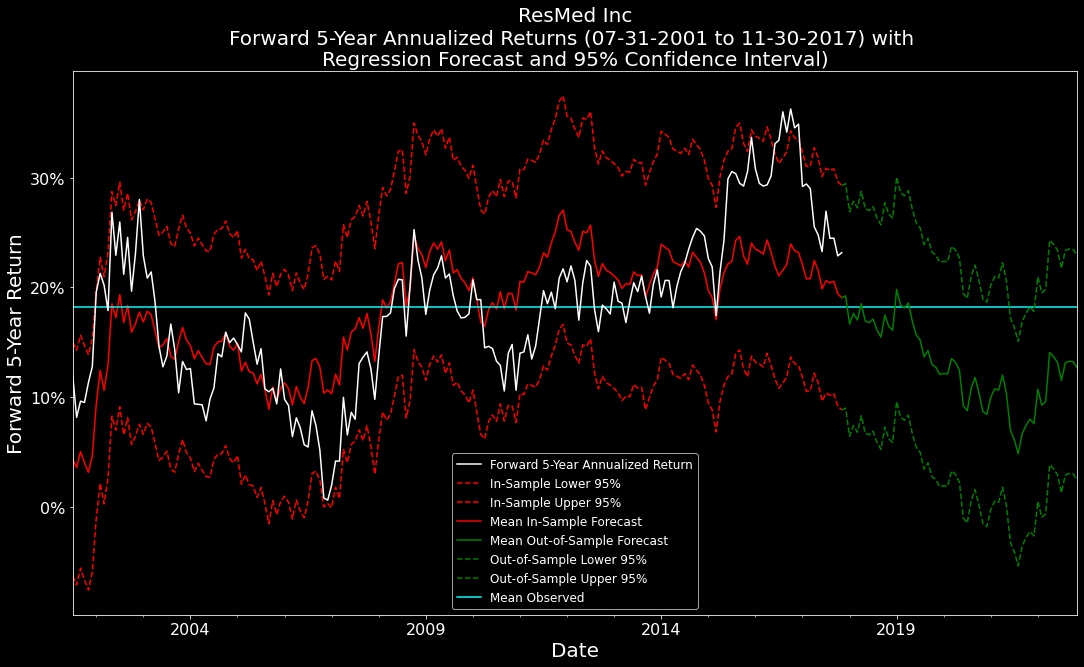 ResMed Inc
Forward 5-Year Annualized Returns (07-31-2001 to 11-30-2017) with
Regression Forecast and 95% Confidence Interval)
Forward 5-Year Return
30%
20%
10%
0%
Forward 5-Year Annualized Return
In-Sample Lower 95%
In-Sample Upper 95%
Mean In-Sample Forecast
Mean Out-of-Sample Forecast
Out-of-Sample Lower 95%
Out-of-Sample Upper 95%
Mean Observed
2004 2009 2014 2019
Date